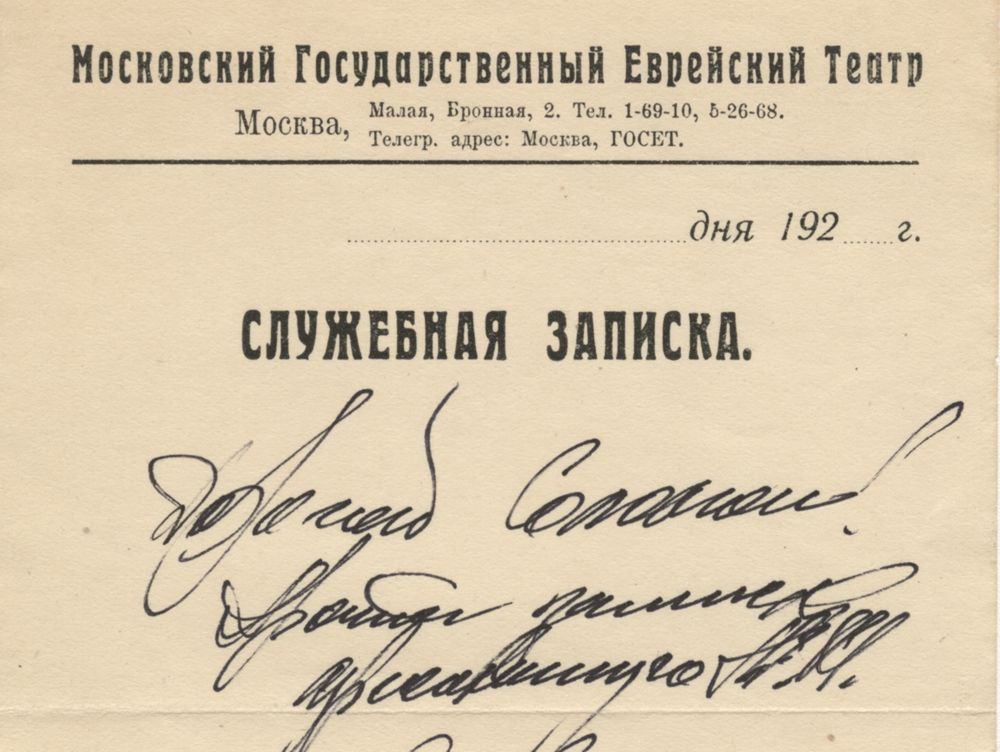 Московский Государственный Еврейский Театр
Москва,
Малая, Бронная, 2. Тел. 1-69-10, 5-26-68.
Телегр. адрес: Москва, ГОСЕТ.
дня 192 г.
СЛУЖЕБНАЯ ЗАПИСКА.
Дорогой Соломон!